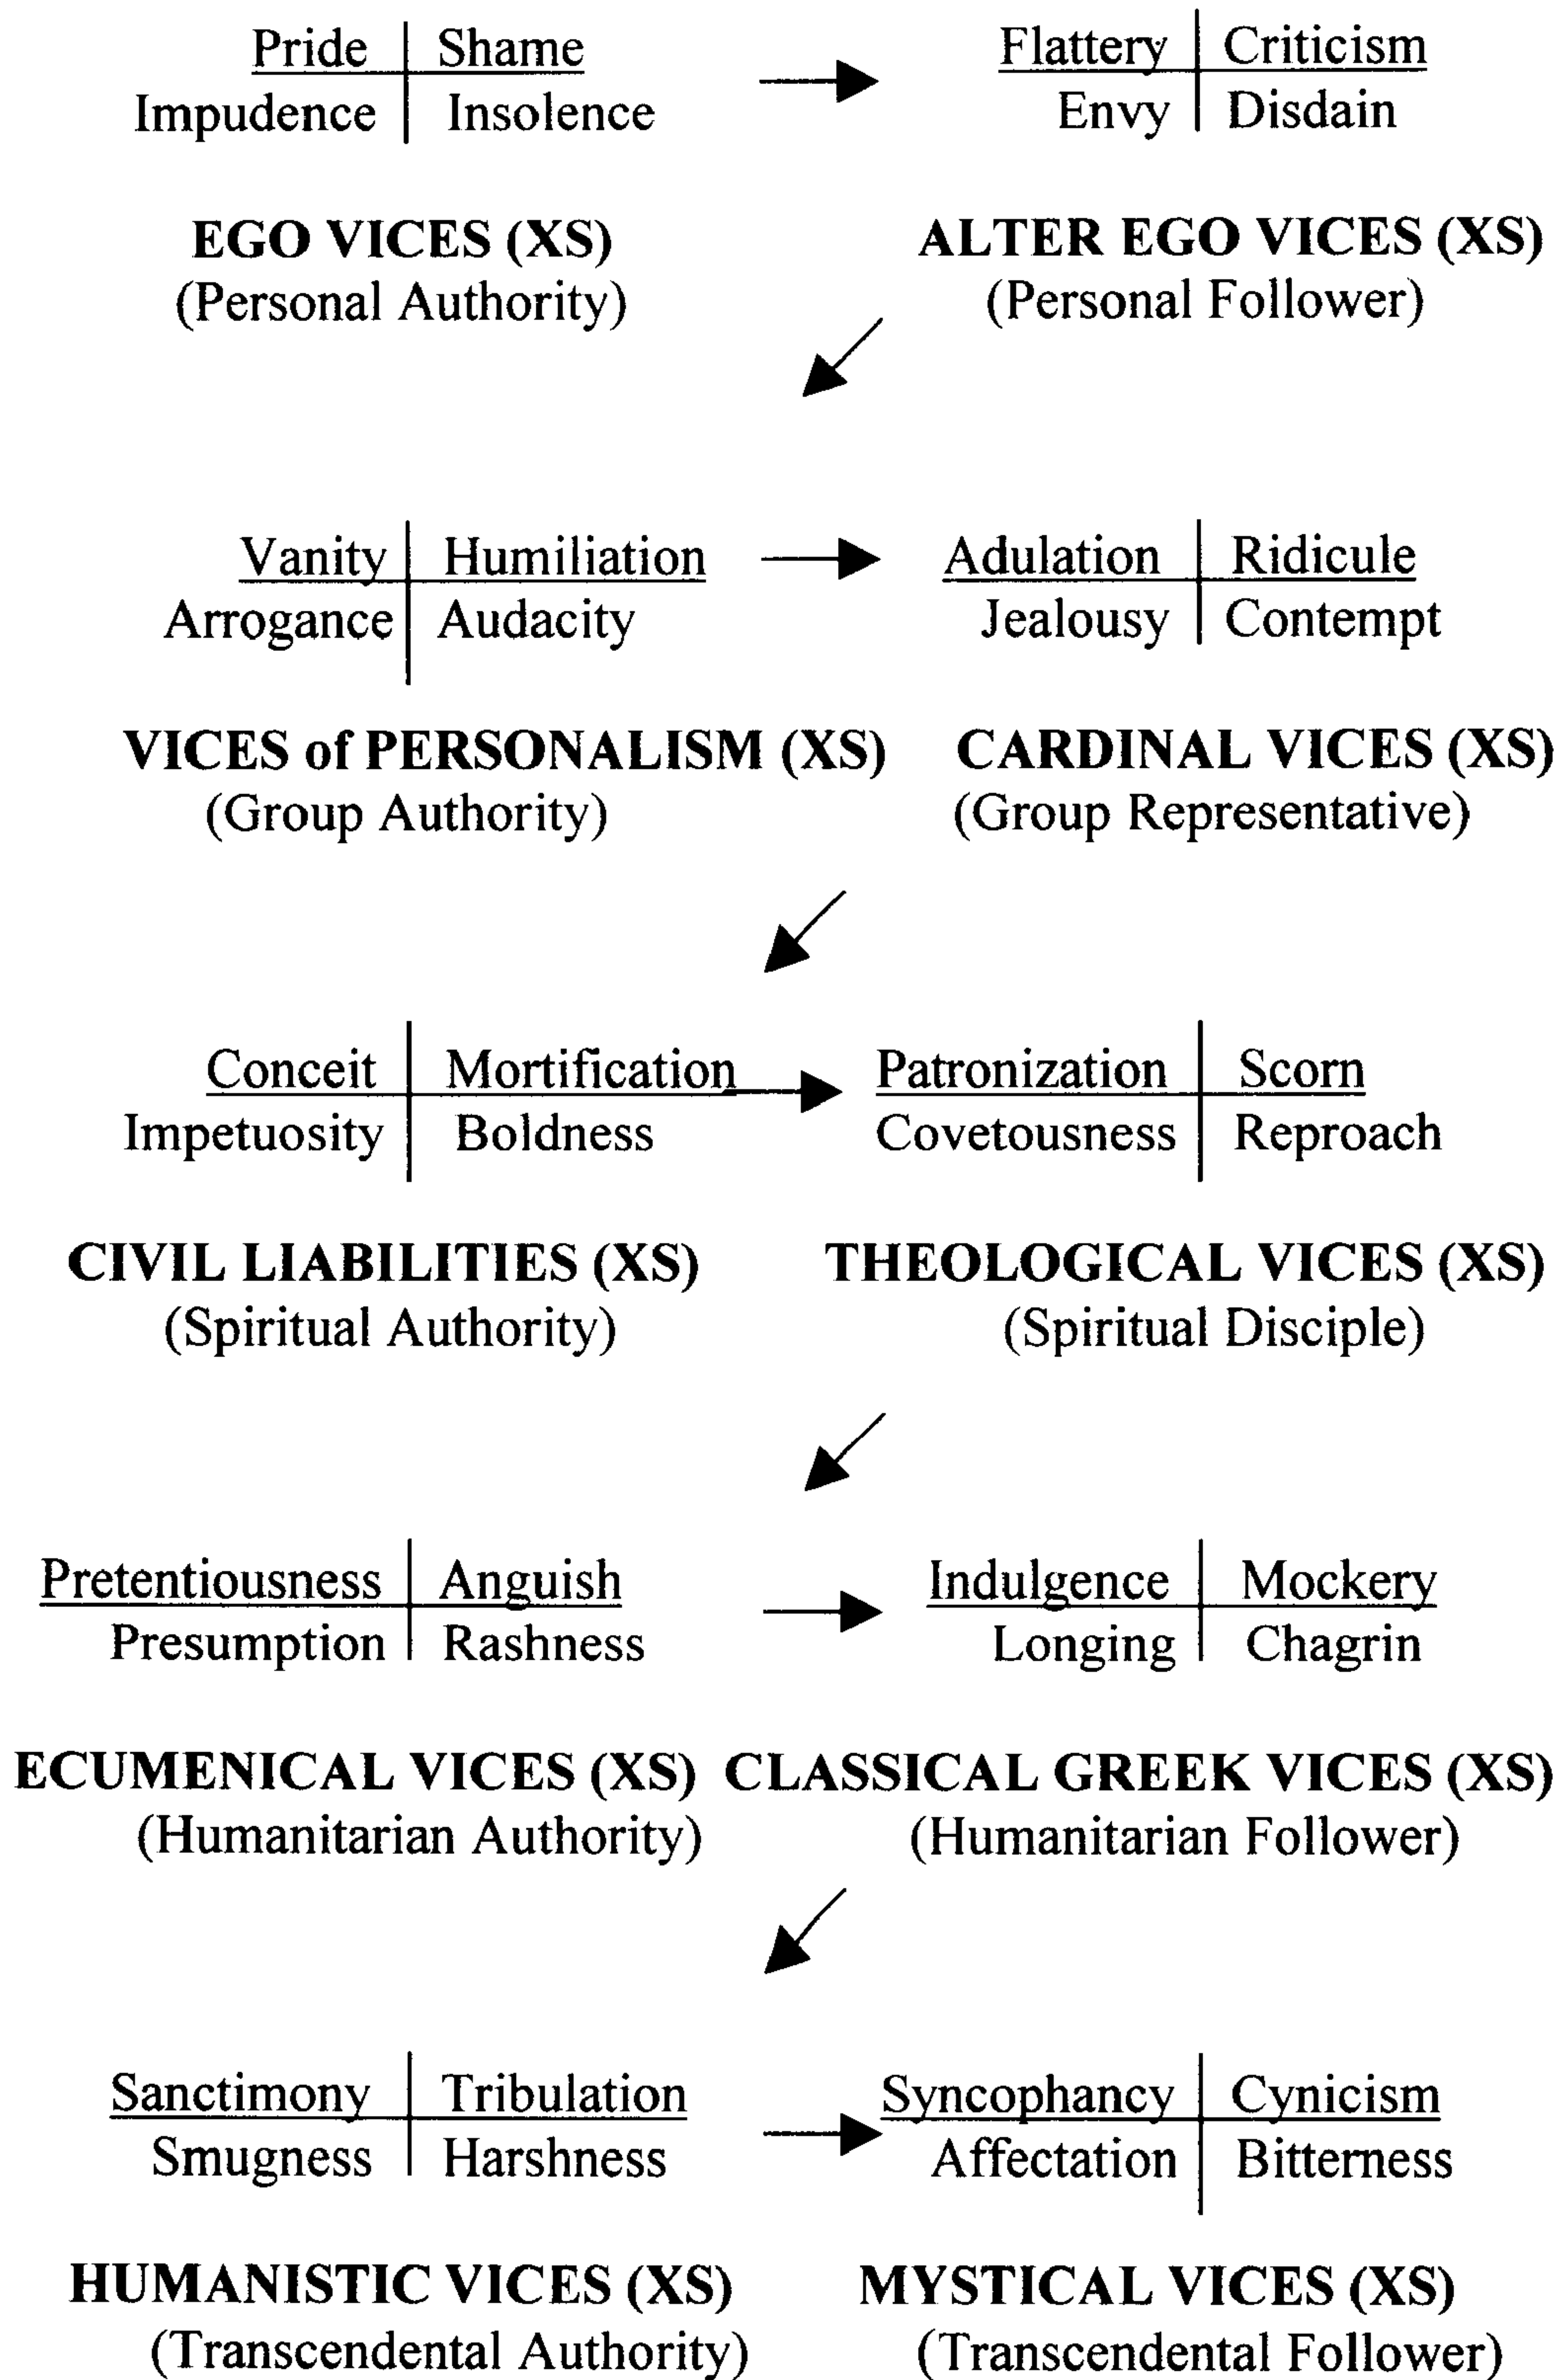 Pride Shame Flattery Criticism
Impudence Insolence Envy Disdain
EGO VICES (XS) ALTER EGO VICES (XS)
(Personal Authority) (Personal Follower)
Vanity Humiliation Adulation Ridicule
Arrogance Audacity Jealousy Contempt
VICES of PERSONALISM (XS) CARDINAL VICES (XS)
(Group Authority) (Group Representative)
Conceit Mortification Patronization Scorn
Impetuosity Boldness Covetousness Reproach
CIVIL LIABILITIES (XS) THEOLOGICAL VICES (XS)
(Spiritual Authority) (Spiritual Disciple)
Pretentiousness Anguish Indulgence Mockery
Presumption Rashness Longing Chagrin
ECUMENICAL VICES (XS) CLASSICAL GREEK VICES (XS)
(Humanitarian Authority) (Humanitarian Follower)
Sanctimony Tribulation Syncophancy Cynicism
Smugness Harshness Affectation Bitterness
HUMANISTIC VICES (XS) MYSTICAL VICES (XS)
(Transcendental Authority) (Transcendental Follower)